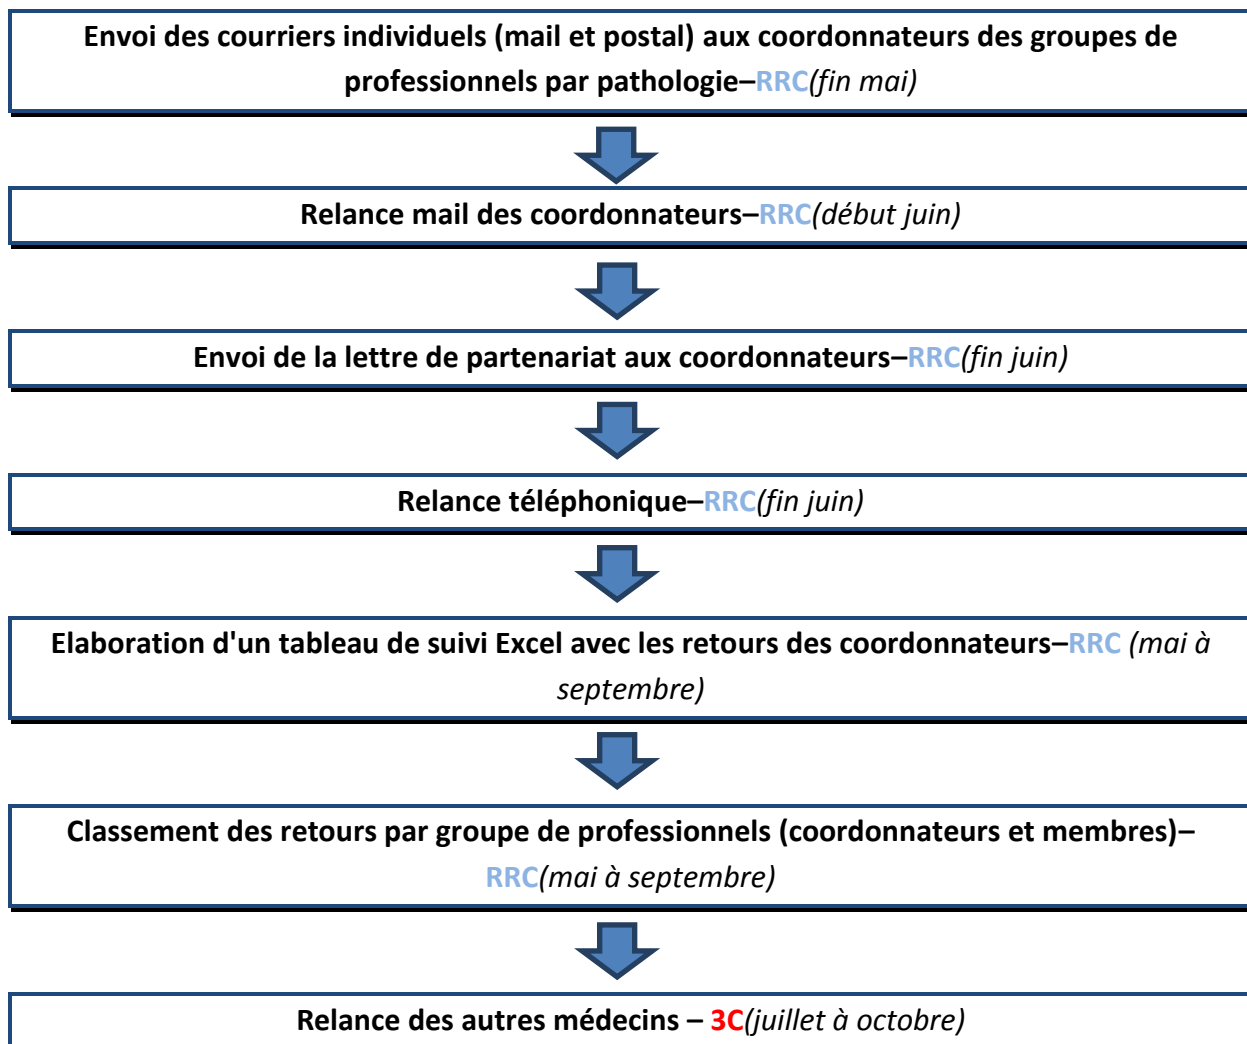 Envoi des courriers individuels (mail et postal) aux coordonnateurs des groupes de
professionnels par pathologie–RRC(fin mai)
Relance mail des coordonnateurs–RRC(début juin)
Envoi de la lettre de partenariat aux coordonnateurs–RRC(fin juin)
Relance téléphonique–RRC(fin juin)
Elaboration d'un tableau de suivi Excel avec les retours des coordonnateurs–RRC (mai à
septembre)
Classement des retours par groupe de professionnels (coordonnateurs et membres)–
RRC(mai à septembre)
Relance des autres médecins – 3C(juillet à octobre)